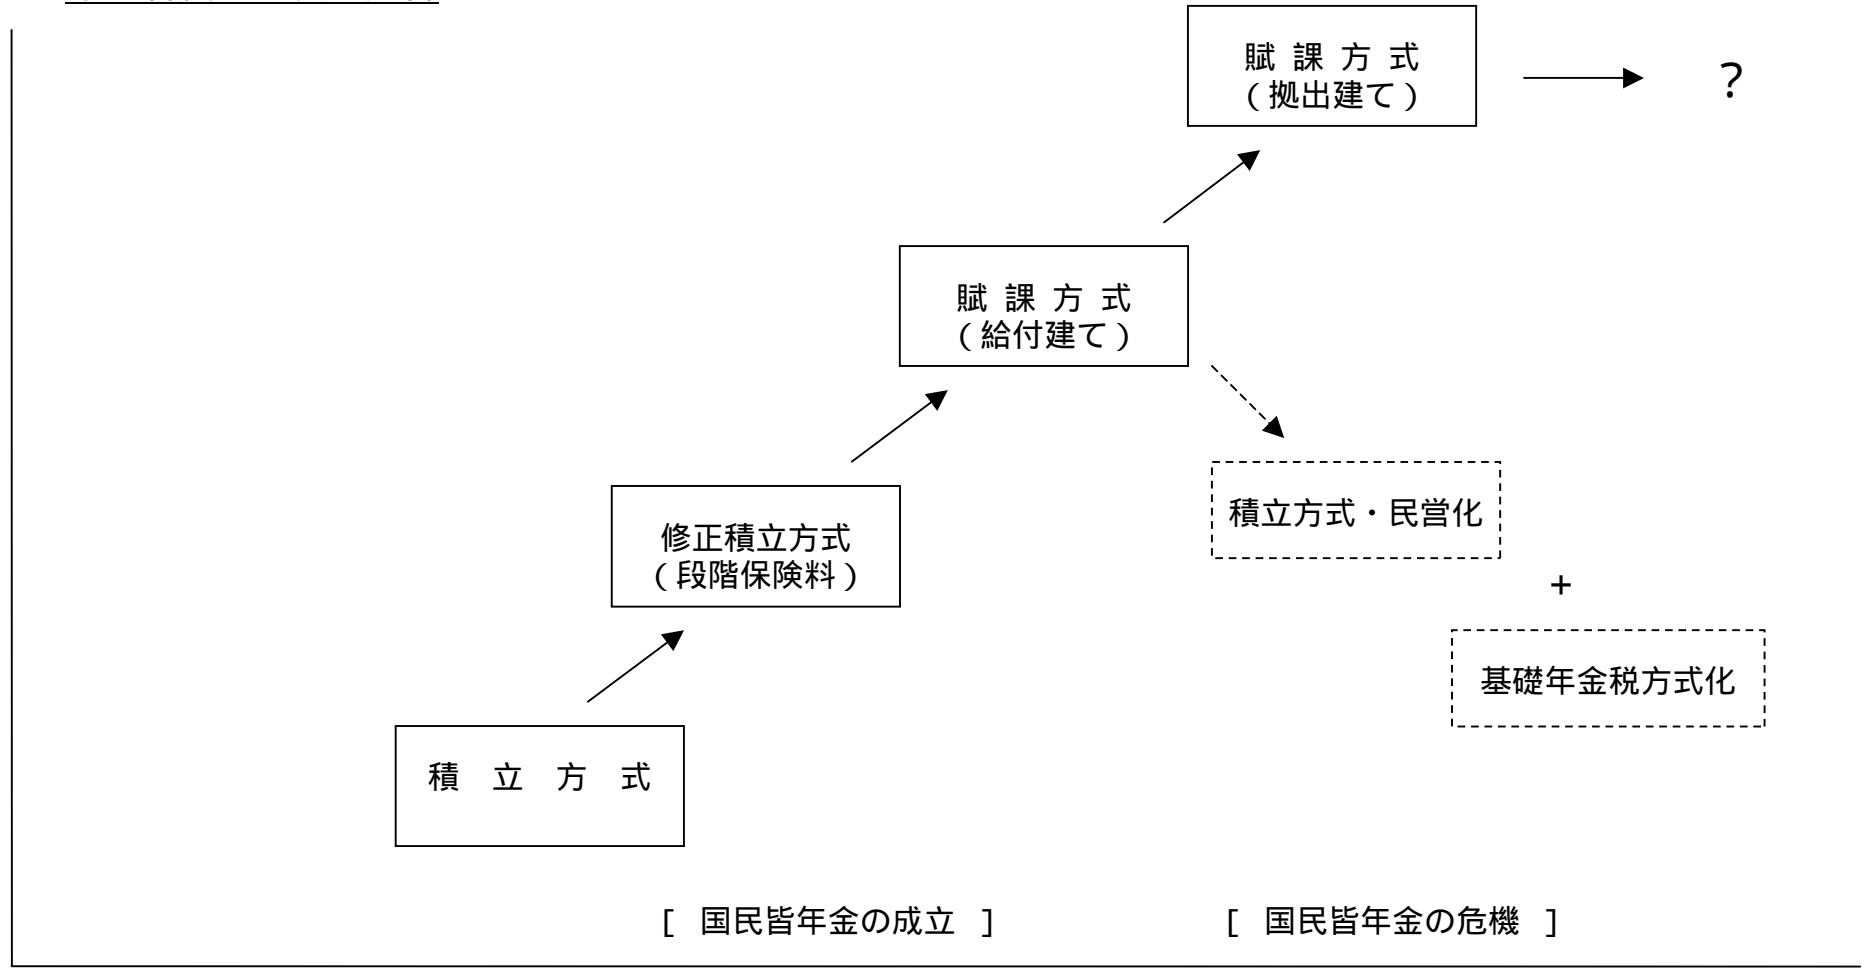 賦 課 方 式
(拠出建て)
?
賦 課 方 式
(給付建て)
積立方式・民営化
修正積立方式
(段階保険料)
+
基礎年金税方式化
積 立 方 式
[ 国民皆年金の成立 ]
[ 国民皆年金の危機 ]